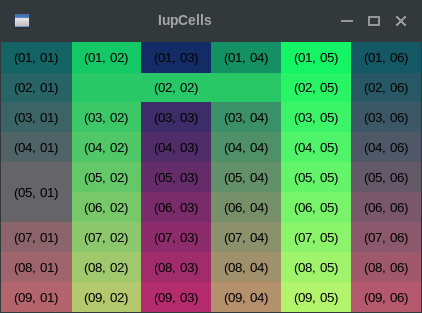 IupCells
(01, 01) (01, 02) (01, 03) (01, 04) (01, 05) (01, 06)
(02, 01) (02, 02) (02, 05) (02, 06)
(03, 01) (03, 02) (03, 03) (03, 04) (03, 05) (03, 06)
(04, 01) (04, 02) (04, 03) (04, 04) (04, 05) (04, 06)
(05, 01) (05, 02) (05, 03) (05, 04) (05, 05) (05, 06)
(06, 02) (06, 03) (06, 04) (06, 05) (06, 06)
(07, 01) (07, 02) (07, 03) (07, 04) (07, 05) (07, 06)
(08, 01) (08, 02) (08, 03) (08, 04) (08, 05) (08, 06)
(09, 01) (09, 02) (09, 03) (09, 04) (09, 05) (09, 06)